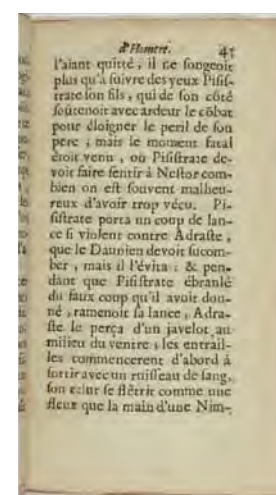 d'Homere. 41
l'aiant quitté, il ne songeoit
plus qu'à suivre des yeux Pisis-
trate son fils, qui de son côté
soûtenoit avec ardeur le cõbat
pour éloigner le peril de son
pere ; mais le moment fatal
étoit venu, où Pisistrate de-
voit faire sentir à Nestor com-
bien on est souvent malheu-
reux d'avoir trop vécu. Pi-
sistrate porta un coup de lan-
ce si violent contre Adraste,
que le Daunien devoit sucom-
ber, mais il l'évita : & pen-
dant que Pisistrate ébranlé
du faux coup qu'il avoit don-
né, ramenoit sa lance, Adra-
ste le perça d'un javelot au
milieu du ventre ; les entrail-
les commencerent d'abord à
sortir avec un ruisseau de sang,
son teint se flêtrit comme une
fleur que la main d'une Nim-